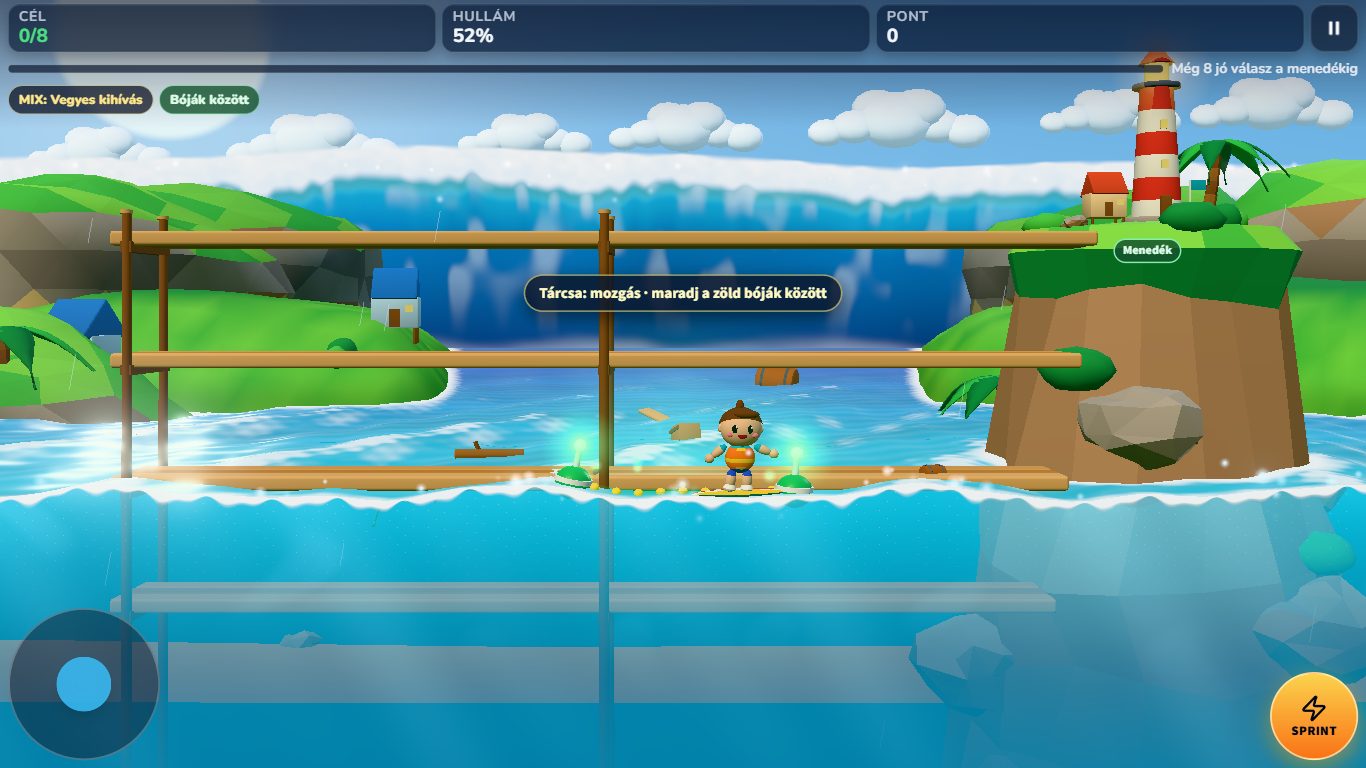 CÉL
0/8
HULLÁM
52%
PONT
0
Még 8 jó válasz a menedékig
MIX: Vegyes kihívás
Bóják között
Menedék
Tárcsa: mozgás • maradj a zöld bóják között
SPRINT